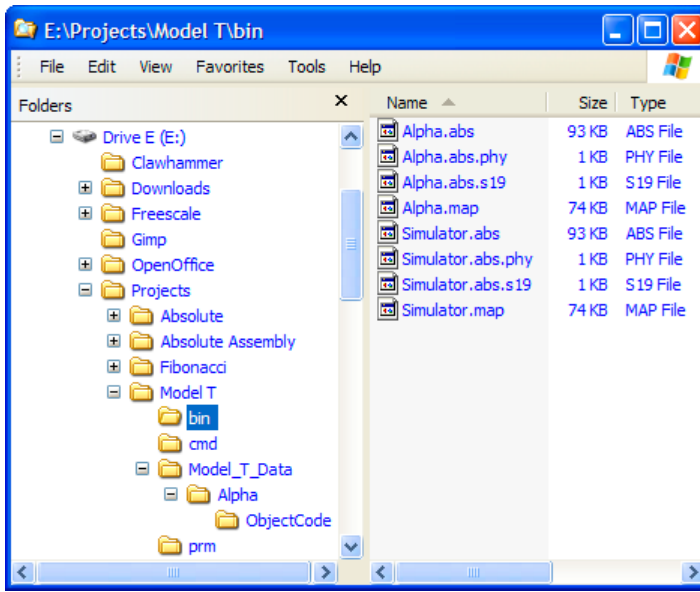 E:\Projects\Model T\bin
File Edit View Favorites Tools Help
Folders
Drive E (E:)
Clawhammer
Downloads
Freescale
Gimp
OpenOffice
Projects
Absolute
Absolute Assembly
Fibonacci
Model T
bin
cmd
Model_T_Data
Alpha
ObjectCode
prm
Name Size Type
Alpha.abs 93 KB ABS File
Alpha.abs.phy 1 KB PHY File
Alpha.abs.s19 1 KB S19 File
Alpha.map 74 KB MAP File
Simulator.abs 93 KB ABS File
Simulator.abs.phy 1 KB PHY File
Simulator.abs.s19 1 KB S19 File
Simulator.map 74 KB MAP File